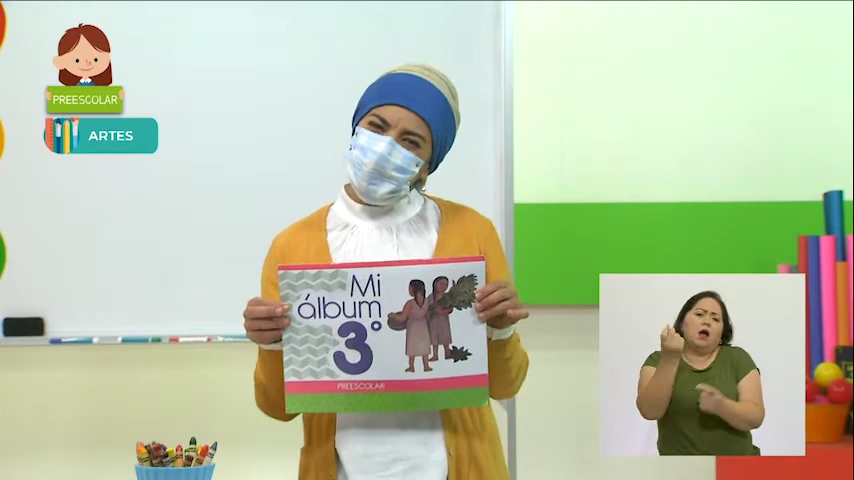 PREESCOLAR
ARTES
Mi
álbum
3°
PREESCOLAR